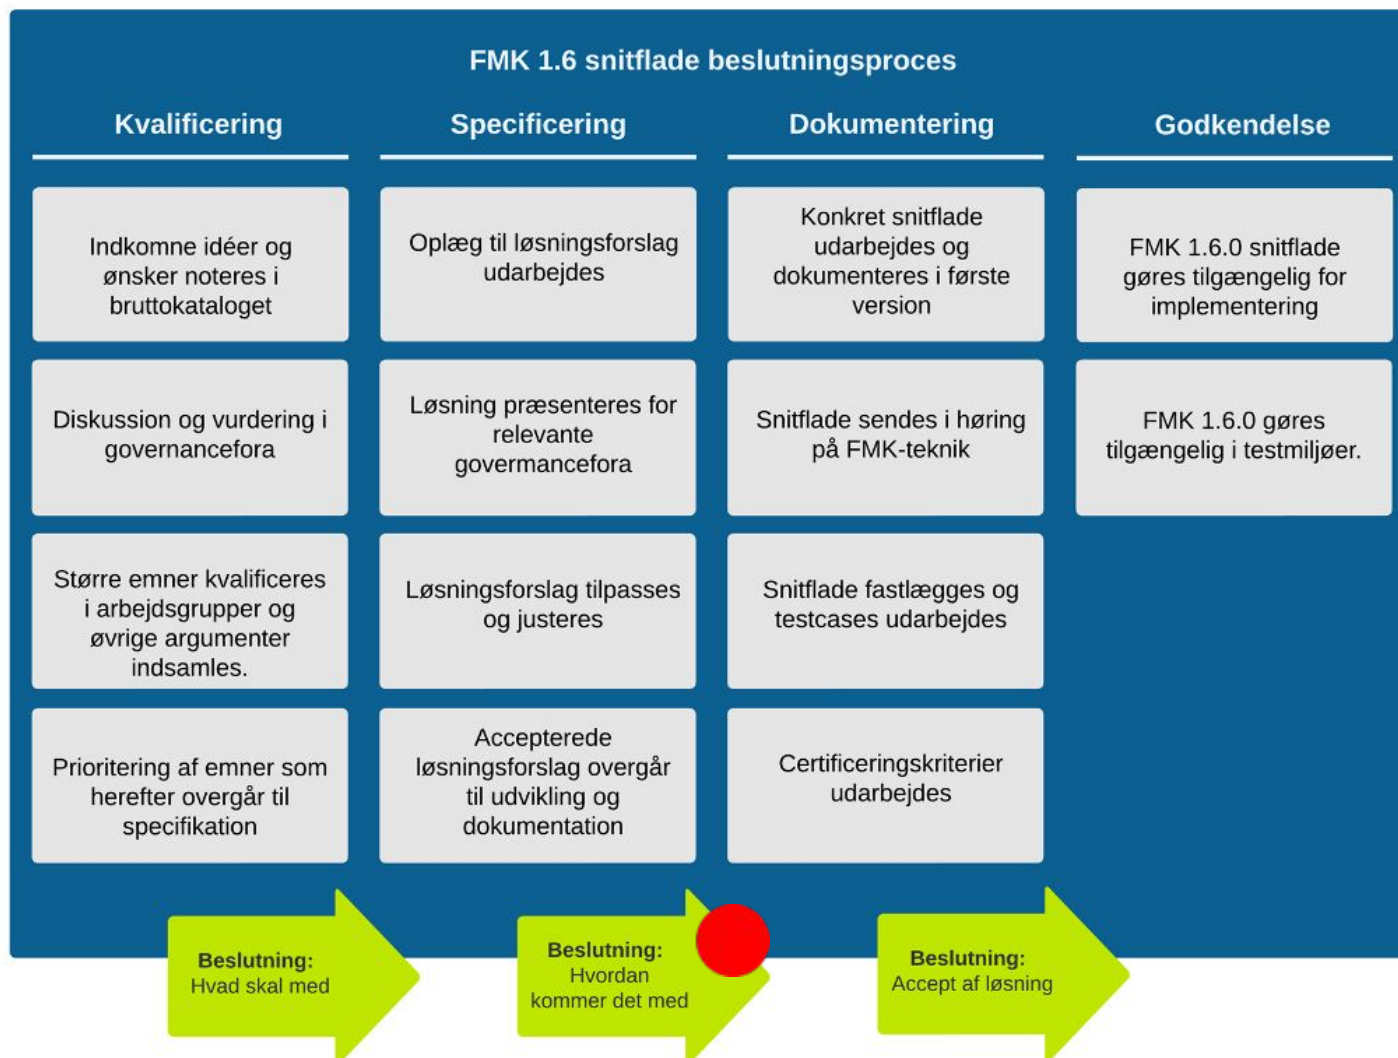 FMK 1.6 snitflade beslutningsproces
Kvalificering
Indkomne idéer og
ønsker noteres i
bruttokataloget
Diskussion og vurdering i
governancefora
Større emner kvalificeres
i arbejdsgrupper og
øvrige argumenter
indsamles.
Prioritering af emner som
herefter overgår til
specifikation
Beslutning:
Hvad skal med
Specificering
Oplæg til løsningsforslag
udarbejdes
Løsning præsenteres for
relevante
govermancefora
Løsningsforslag tilpasses
og justeres
Accepterede
løsningsforslag overgår
til udvikling og
dokumentation
Beslutning:
Hvordan
kommer det med
Dokumentering
Konkret snitflade
udarbejdes og
dokumenteres i første
version
Snitflade sendes i høring
på FMK-teknik
Snitflade fastlægges og
testcases udarbejdes
Certificeringskriterier
udarbejdes
Beslutning:
Accept af løsning
Godkendelse
FMK 1.6.0 snitflade
gøres tilgængelig for
implementering
FMK 1.6.0 gøres
tilgængelig i testmiljøer.